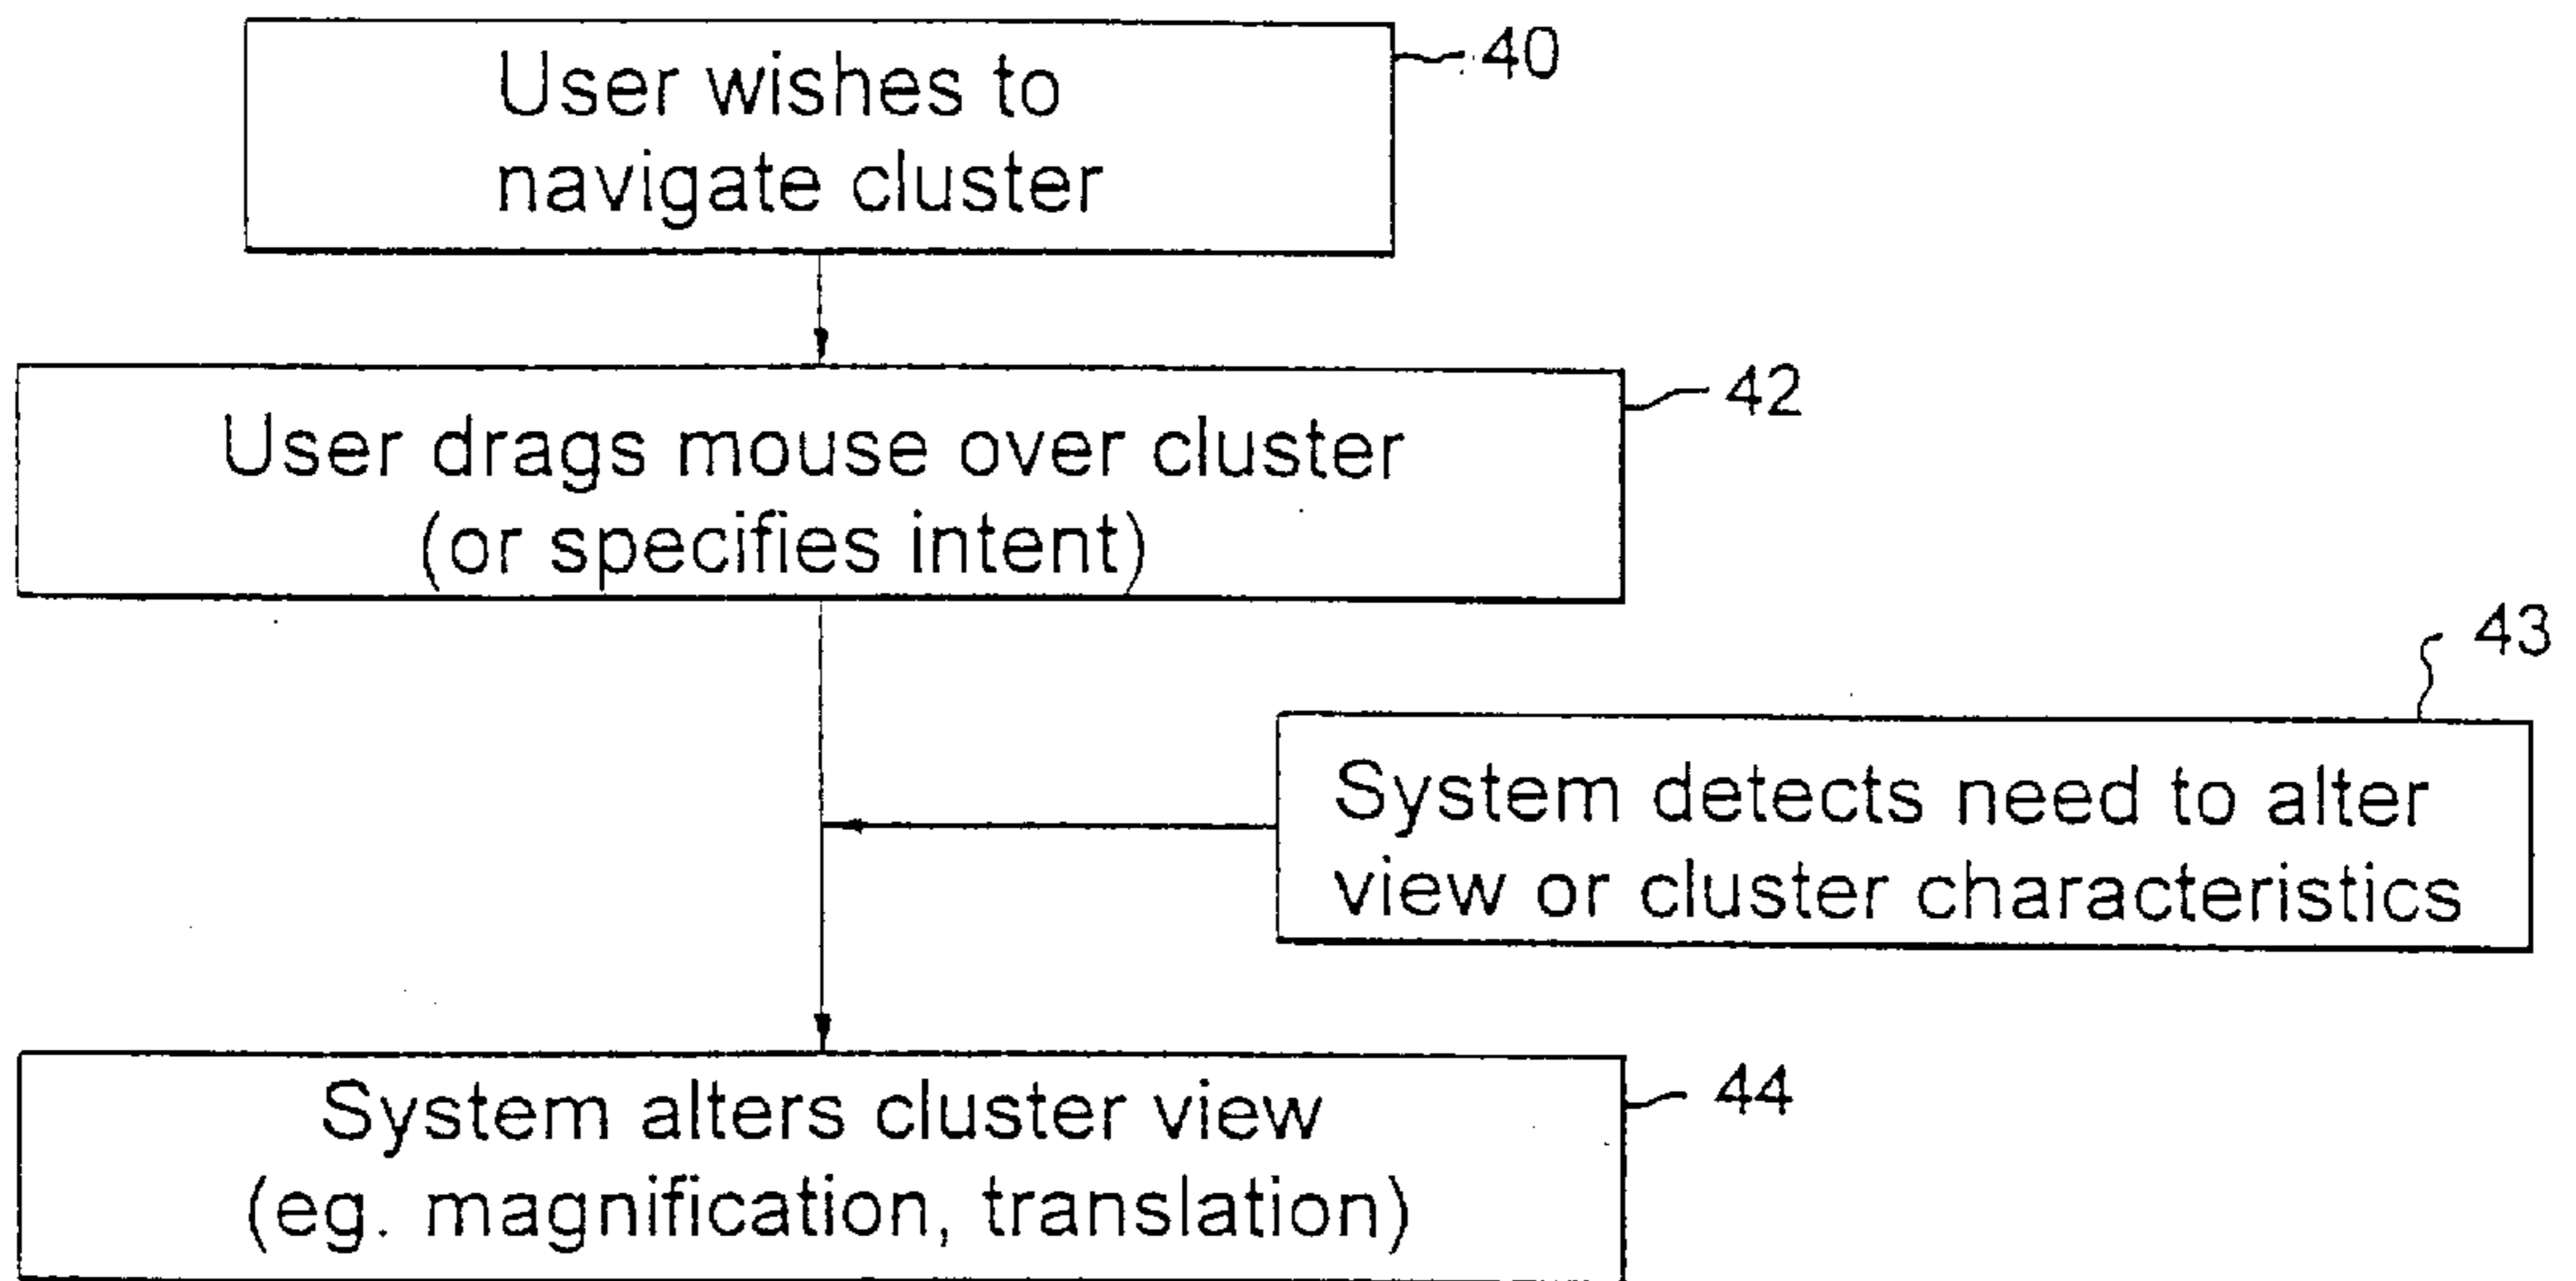 User wishes to
navigate cluster
40
User drags mouse over cluster
(or specifies intent)
42
43
System detects need to alter
view or cluster characteristics
System alters cluster view
(eg. magnification, translation)
44